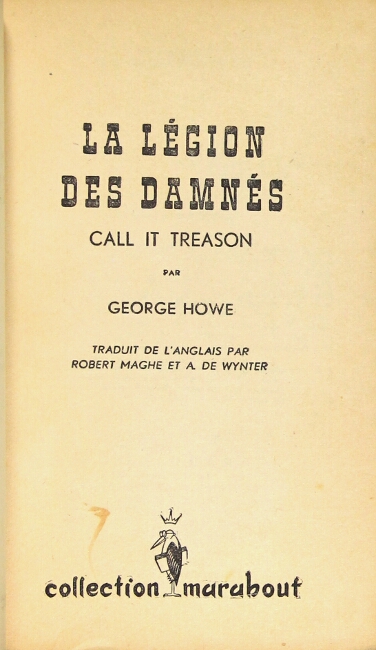 LA LÉGION
DES DAMNÉS
CALL IT TREASON
PAR
GEORGE HOWE
TRADUIT DE L'ANGLAIS PAR
ROBERT MAGHE ET A. DE WYNTER
collection marabout